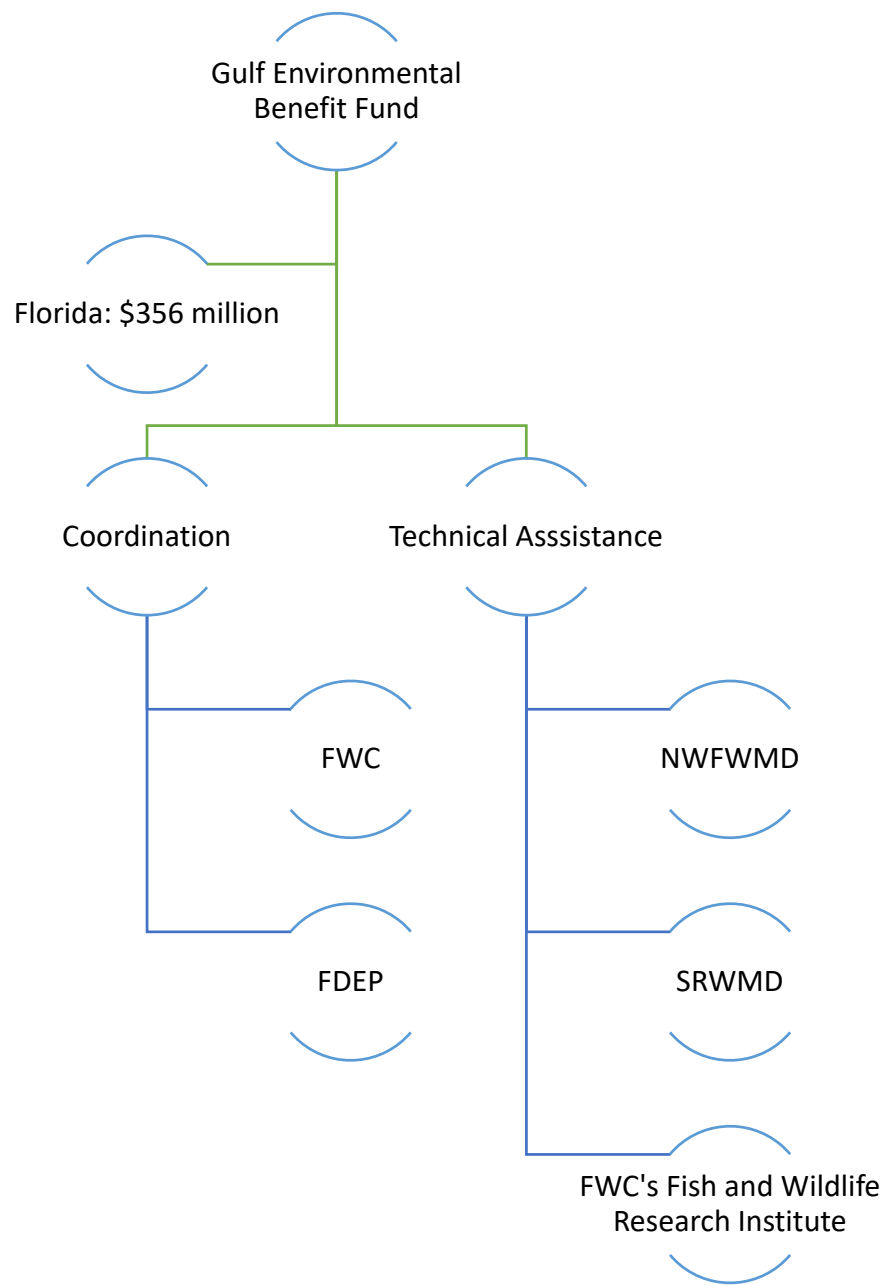 Gulf Environmental
Benefit Fund
Florida: $356 million
Coordination
Technical Asssistance
FWC
NWFWMD
FDEP
SRWMD
FWC's Fish and Wildlife
Research Institute